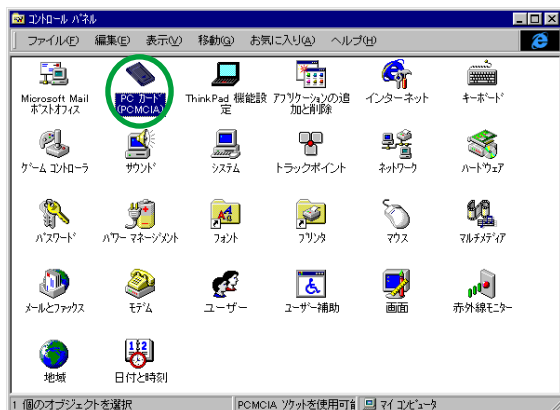 コントロール パネル
ファイル(F) 編集(E) 表示(V) 移動(G) お気に入り(A) ヘルプ(H)
Microsoft Mail ポストオフィス
PC カード (PCMCIA)
ThinkPad 機能設定
アプリケーションの追加と削除
インターネット
キーボード
ゲーム コントローラ
サウンド
システム
トラックポイント
ネットワーク
ハードウェア
パスワード
パワー マネージメント
フォント
プリンタ
マウス
マルチメディア
メールとファックス
モデム
ユーザー
ユーザー補助
画面
赤外線モニター
地域
日付と時刻
1 個のオブジェクトを選択 PCMCIA ソケットを使用可能 マイ コンピュータ